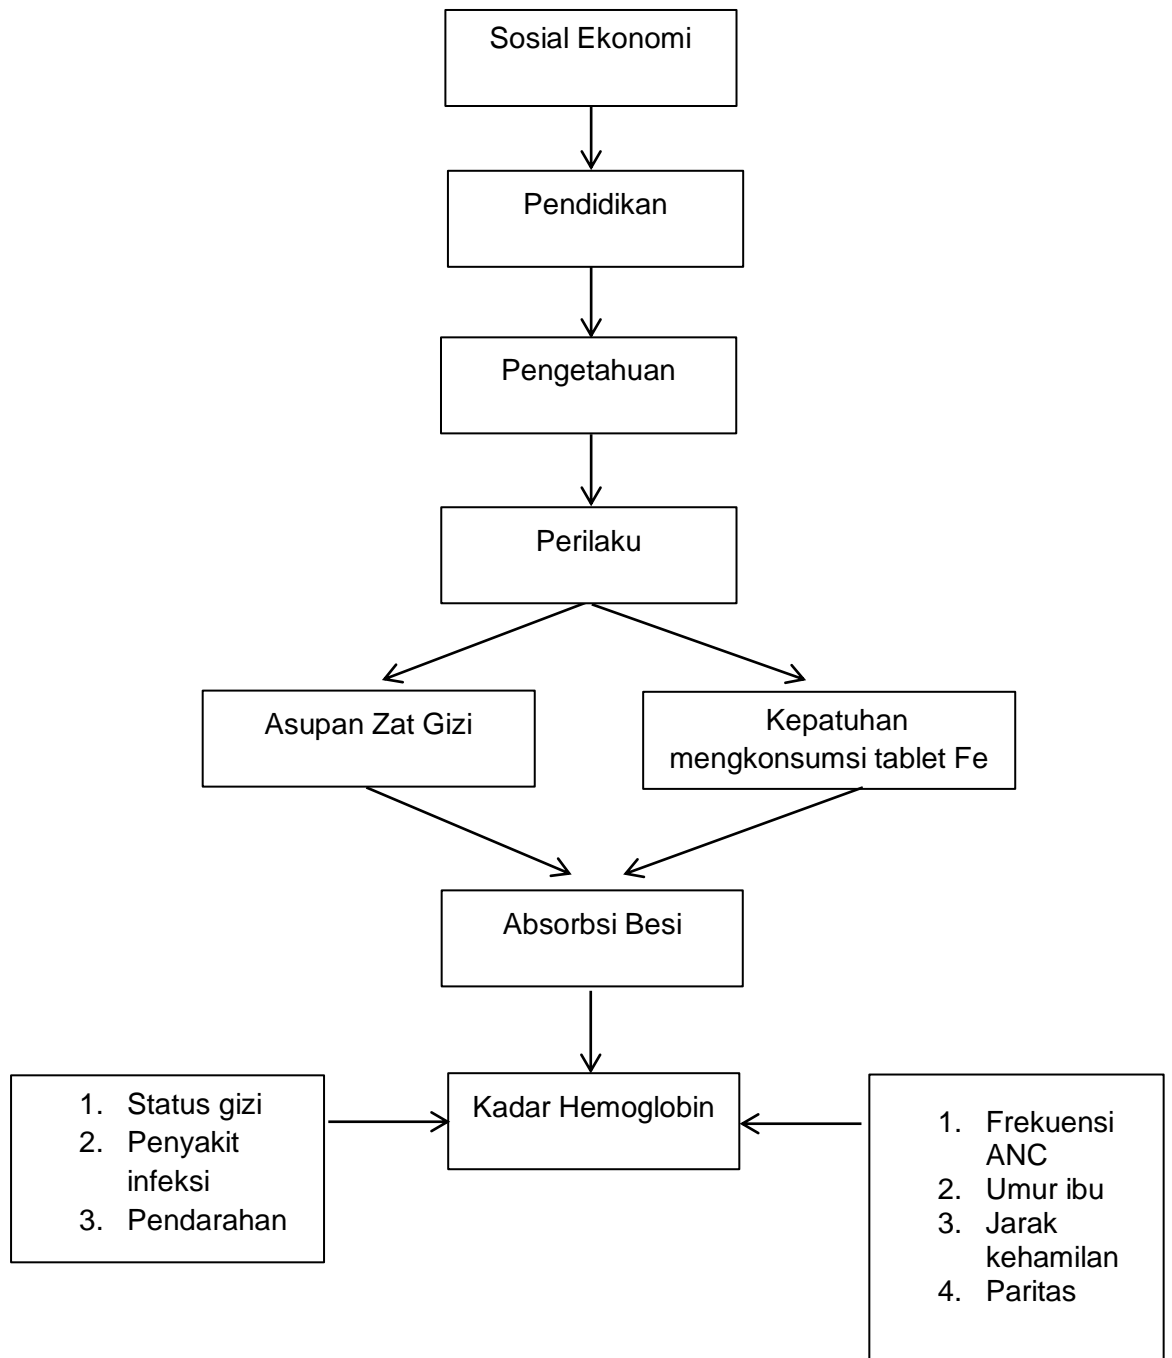 Sosial Ekonomi
Pendidikan
Pengetahuan
Perilaku
Asupan Zat Gizi
Kepatuhan
mengkonsumsi tablet Fe
Absorbsi Besi
Kadar Hemoglobin
1. Status gizi
2. Penyakit
infeksi
3. Pendarahan
1. Frekuensi
ANC
2. Umur ibu
3. Jarak
kehamilan
4. Paritas